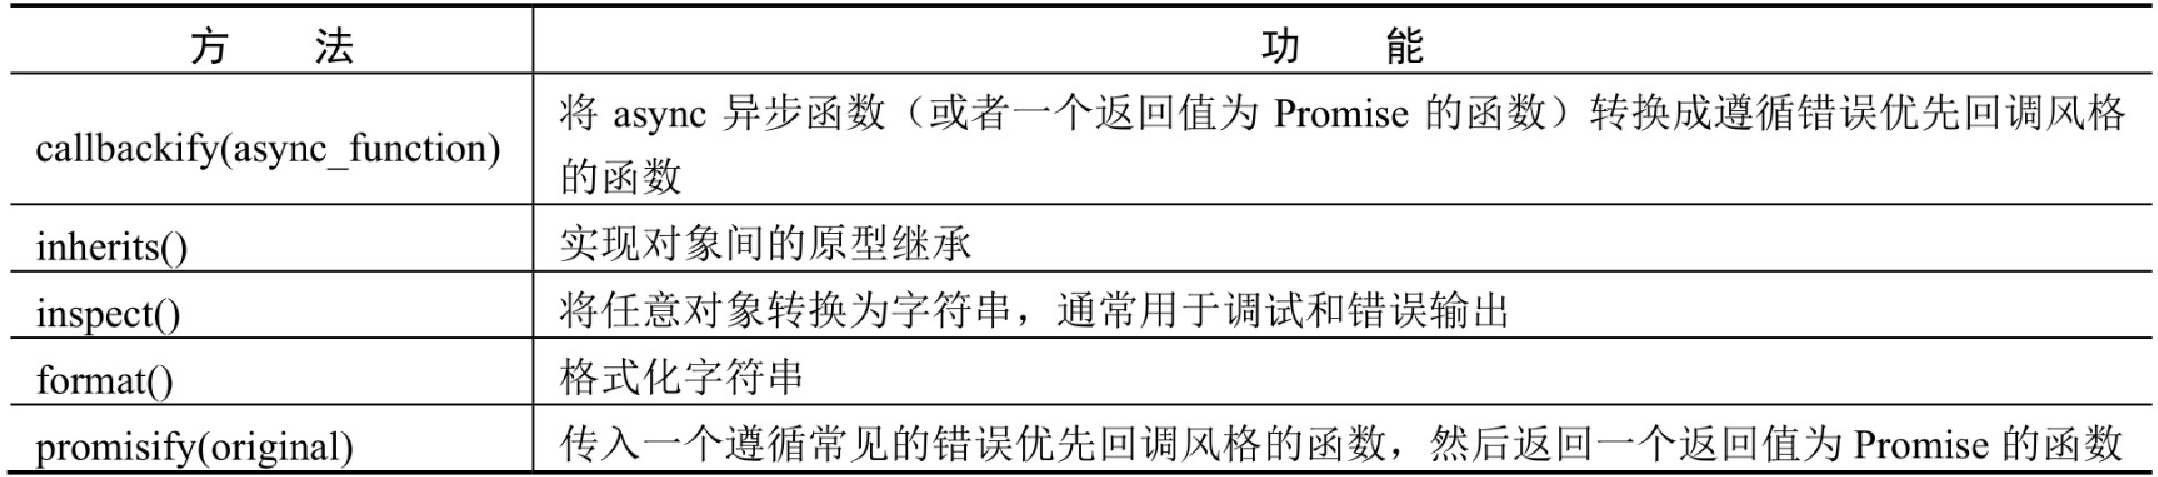 方 法 功 能
将 async 异步函数（或者一个返回值为 Promise 的函数）转换成遵循错误优先回调风格
callbackify(async_function)
的函数
inherits() 实现对象间的原型继承
inspect() 将任意对象转换为字符串，通常用于调试和错误输出
format() 格式化字符串
promisify(original) 传入一个遵循常见的错误优先回调风格的函数，然后返回一个返回值为 Promise 的函数